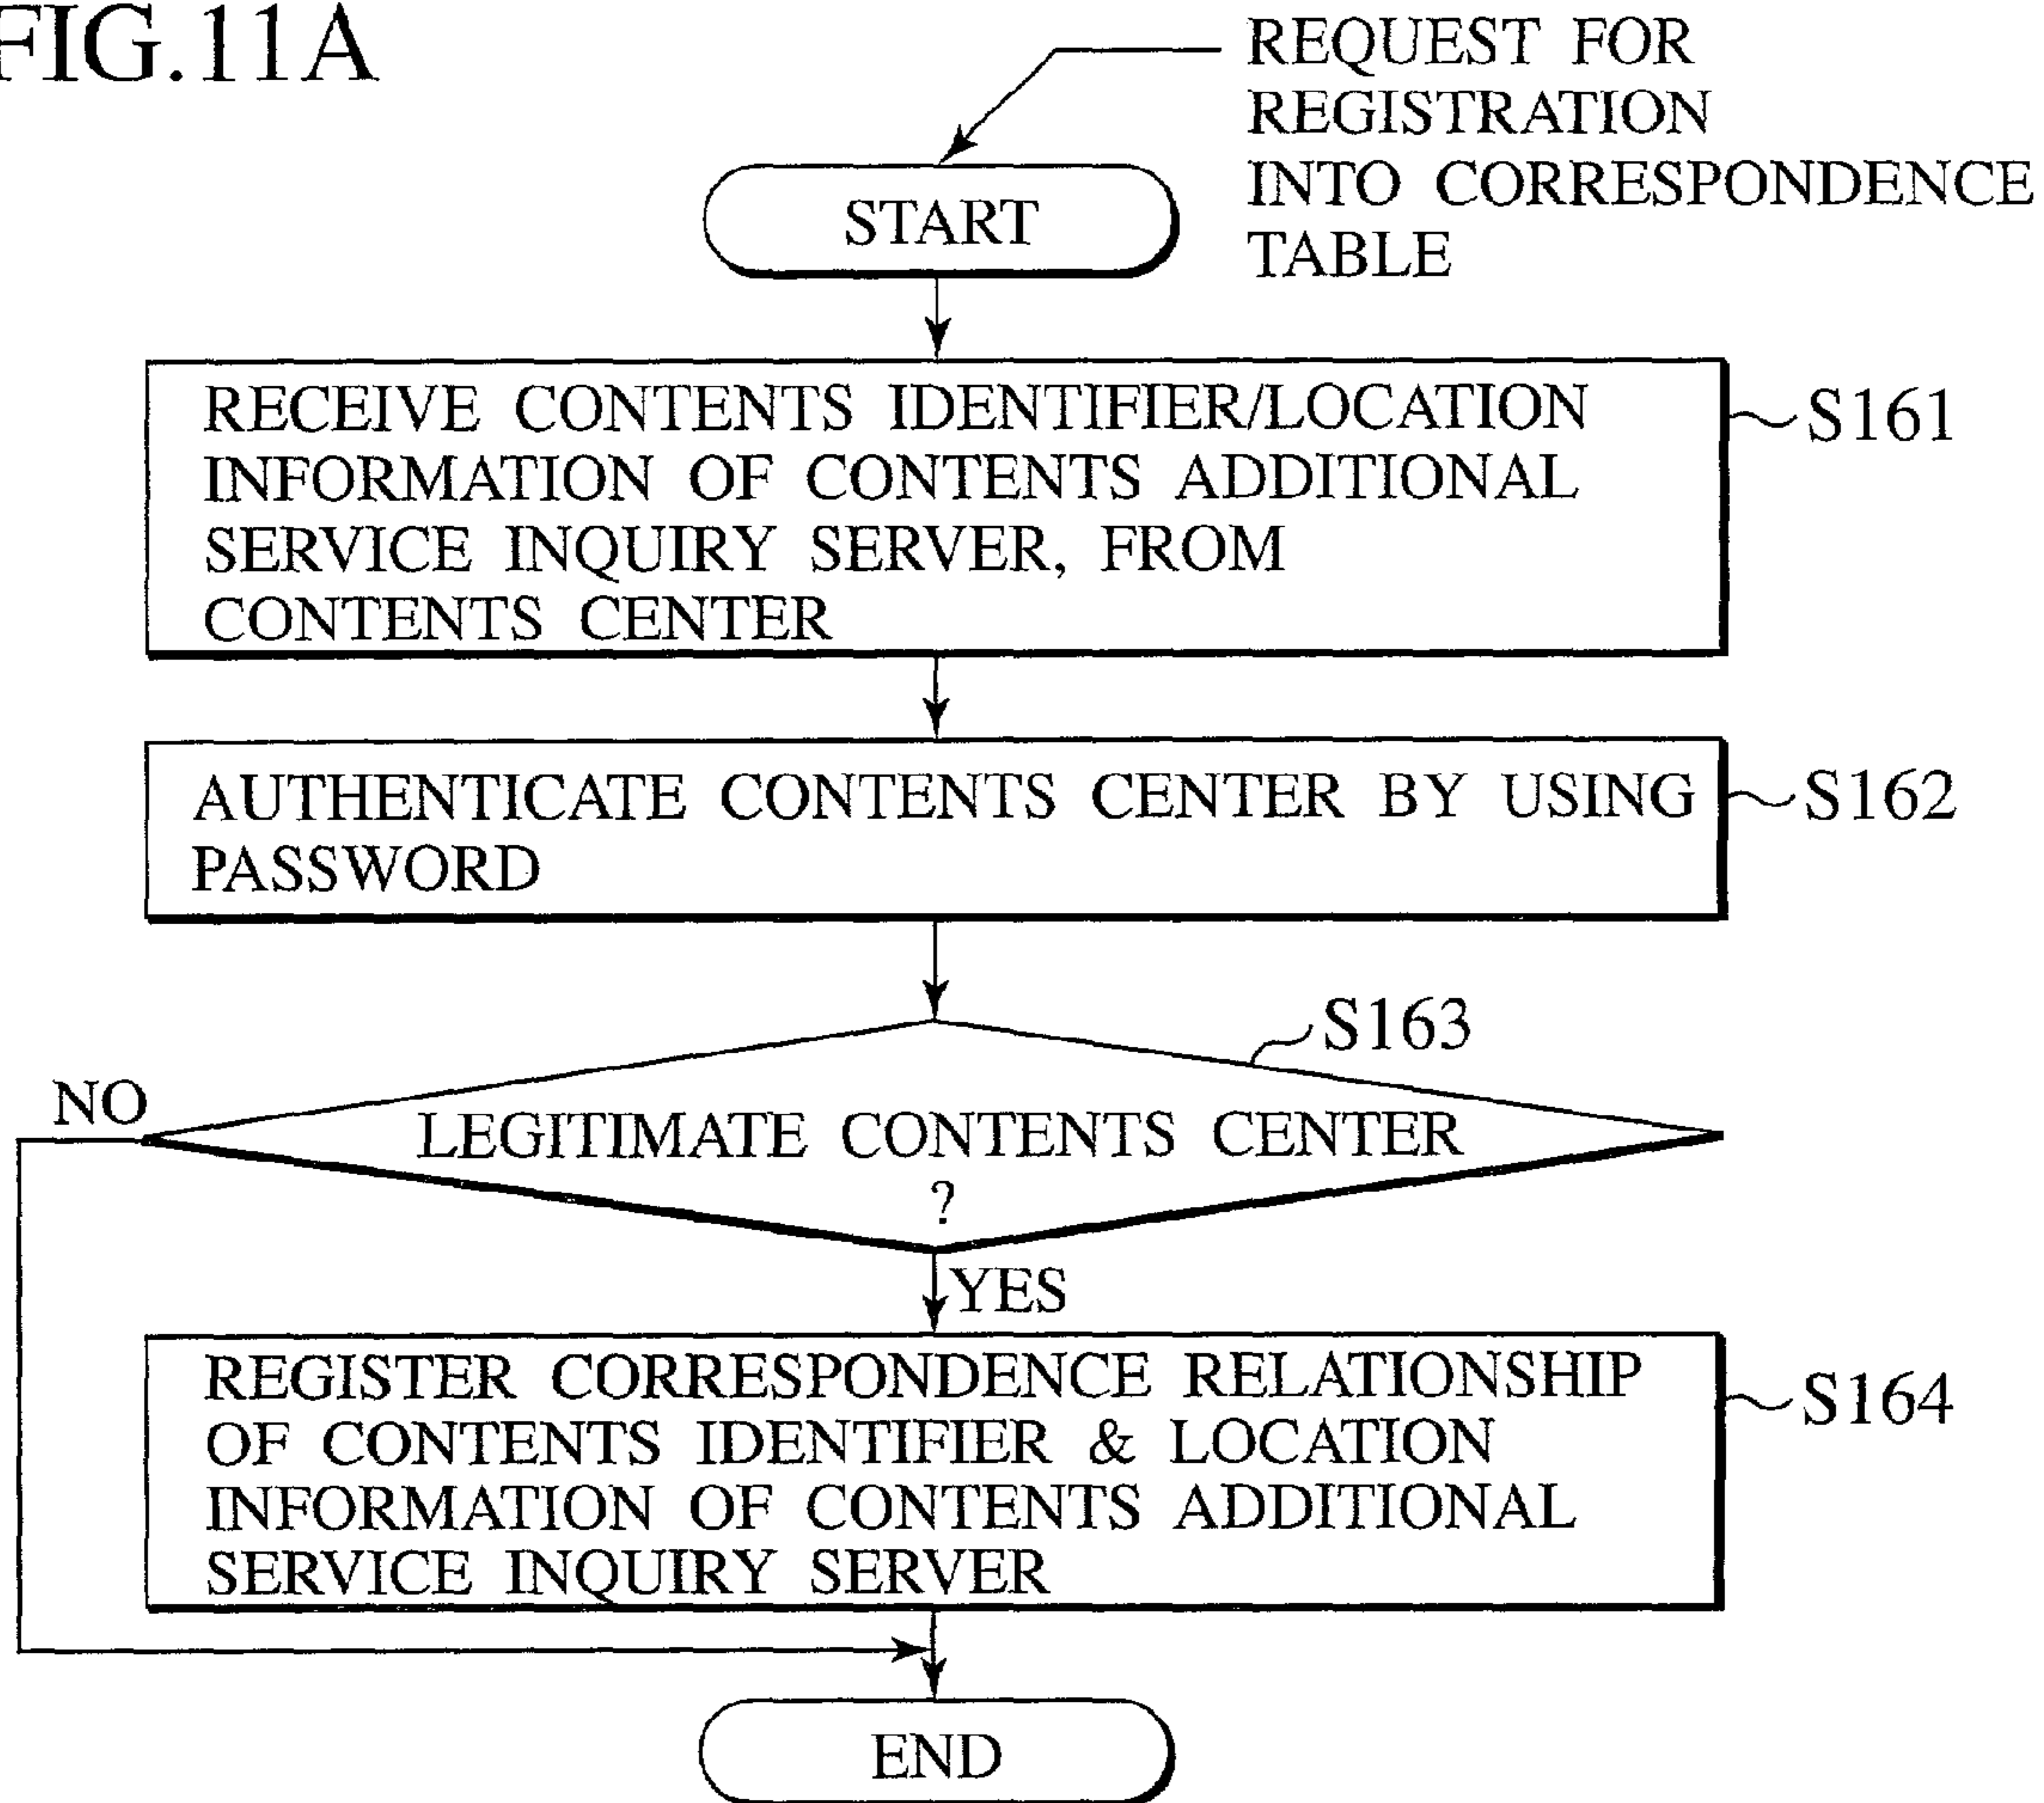 FIG.11A
REQUEST FOR
REGISTRATION
INTO CORRESPONDENCE
TABLE
START
RECEIVE CONTENTS IDENTIFIER/LOCATION
INFORMATION OF CONTENTS ADDITIONAL
SERVICE INQUIRY SERVER, FROM
CONTENTS CENTER
S161
AUTHENTICATE CONTENTS CENTER BY USING
PASSWORD
S162
S163
NO
LEGITIMATE CONTENTS CENTER
?
YES
REGISTER CORRESPONDENCE RELATIONSHIP
OF CONTENTS IDENTIFIER & LOCATION
INFORMATION OF CONTENTS ADDITIONAL
SERVICE INQUIRY SERVER
S164
END